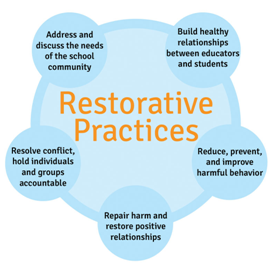 Address and
discuss the needs
of the school
community
Build healthy
relationships
between educators
and students
Restorative
Practices
Resolve conflict,
hold individuals
and groups
accountable
Reduce, prevent,
and improve
harmful behavior
Repair harm and
restore positive
relationships